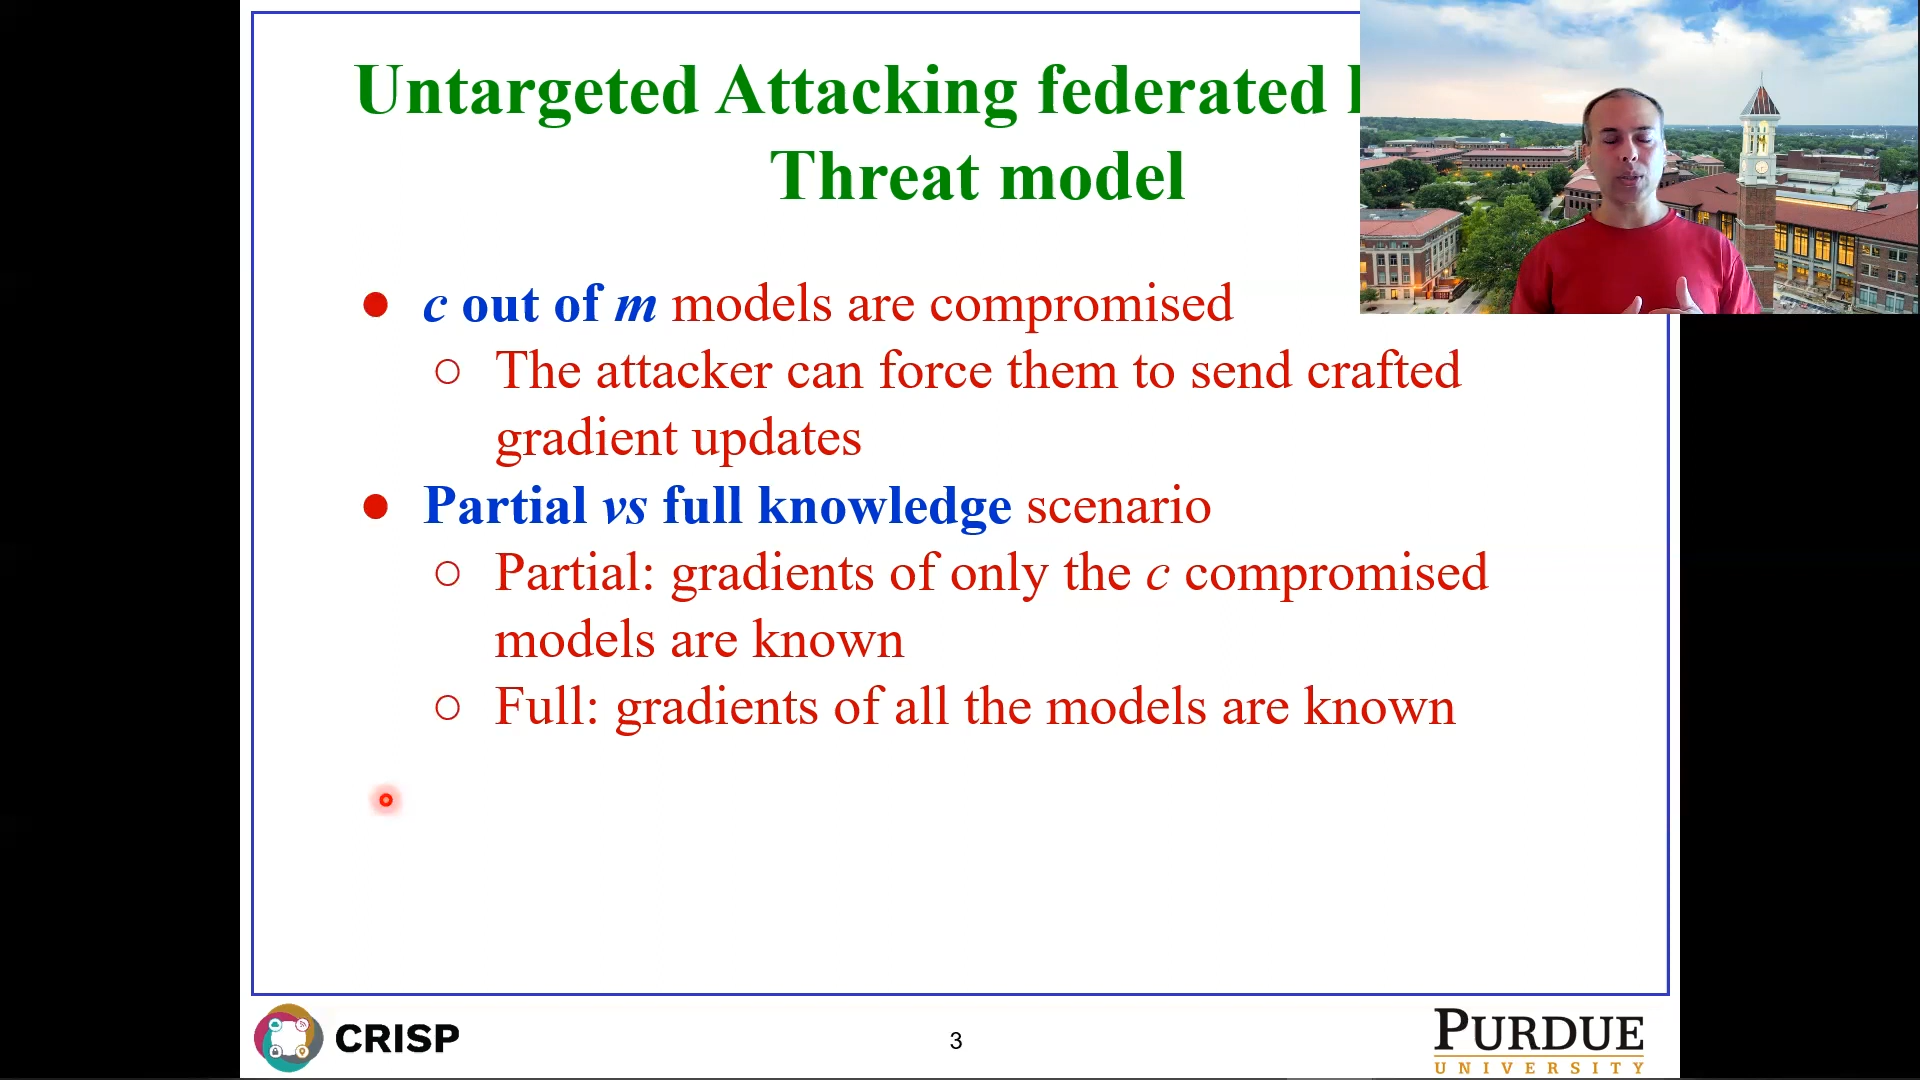 Untargeted Attacking federated
Threat model
● c out of m models are compromised
○ The attacker can force them to send crafted
gradient updates
● Partial vs full knowledge scenario
○ Partial: gradients of only the c compromised
models are known
○ Full: gradients of all the models are known
CRISP
3
PURDUE
UNIVERSITY